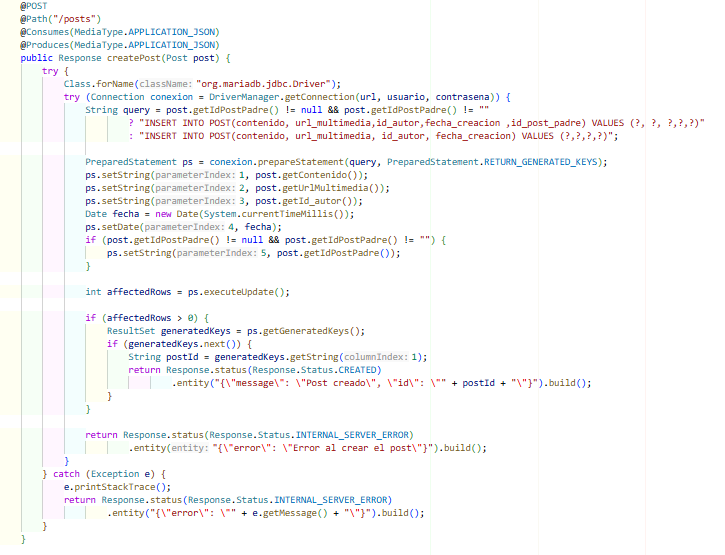 @POST
@Path("/posts")
@Consumes(MediaType.APPLICATION_JSON)
@Produces(MediaType.APPLICATION_JSON)
public Response createPost(Post post) {
try {
Class.forName(className: "org.mariadb.jdbc.Driver");
try (Connection conexion = DriverManager.getConnection(url, usuario, contrasena)) {
String query = post.getIdPostPadre() != null && post.getIdPostPadre() != ""
? "INSERT INTO POST(contenido, url_multimedia,id_autor,fecha_creacion ,id_post_padre) VALUES (?, ?, ?,?,?)"
: "INSERT INTO POST(contenido, url_multimedia, id_autor, fecha_creacion) VALUES (?,?,?,?)";
PreparedStatement ps = conexion.prepareStatement(query, PreparedStatement.RETURN_GENERATED_KEYS);
ps.setString(parameterIndex: 1, post.getContenido());
ps.setString(parameterIndex: 2, post.getUrlMultimedia());
ps.setString(parameterIndex: 3, post.getId_autor());
Date fecha = new Date(System.currentTimeMillis());
ps.setDate(parameterIndex: 4, fecha);
if (post.getIdPostPadre() != null && post.getIdPostPadre() != "") {
ps.setString(parameterIndex: 5, post.getIdPostPadre());
}
int affectedRows = ps.executeUpdate();
if (affectedRows > 0) {
ResultSet generatedKeys = ps.getGeneratedKeys();
if (generatedKeys.next()) {
String postId = generatedKeys.getString(columnIndex: 1);
return Response.status(Response.Status.CREATED)
.entity("{\"message\": \"Post creado\", \"id\": \"" + postId + "\"}").build();
}
}
return Response.status(Response.Status.INTERNAL_SERVER_ERROR)
.entity(entity: "{\"error\": \"Error al crear el post\"}").build();
}
} catch (Exception e) {
e.printStackTrace();
return Response.status(Response.Status.INTERNAL_SERVER_ERROR)
.entity("{\"error\": \"" + e.getMessage() + "\"}").build();
}
}